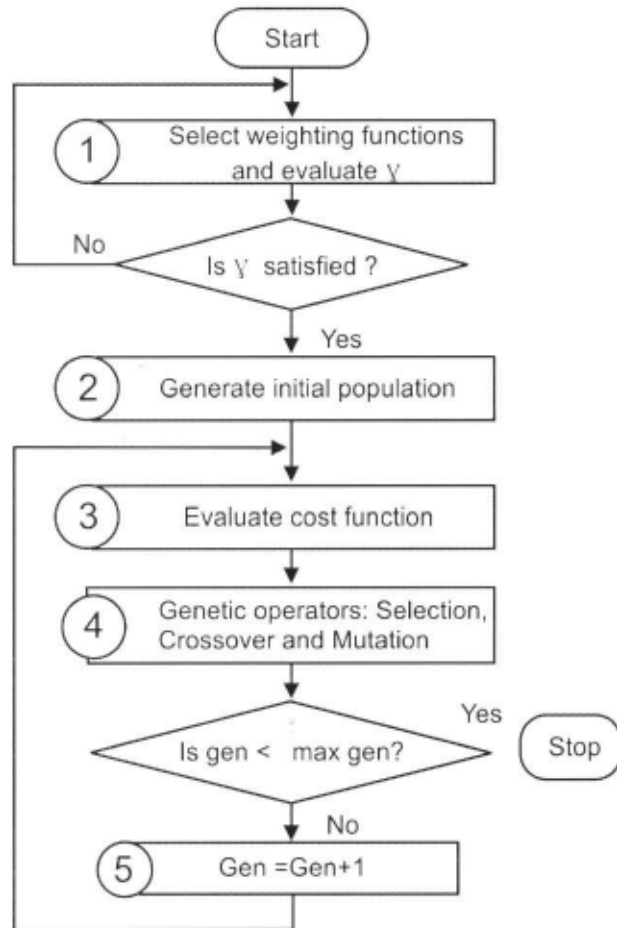 Start
1
Select weighting functions
and evaluate γ
No
Is γ satisfied ?
Yes
2
Generate initial population
3
Evaluate cost function
4
Genetic operators: Selection,
Crossover and Mutation
Yes
Is gen < max gen?
Stop
No
5
Gen =Gen+1